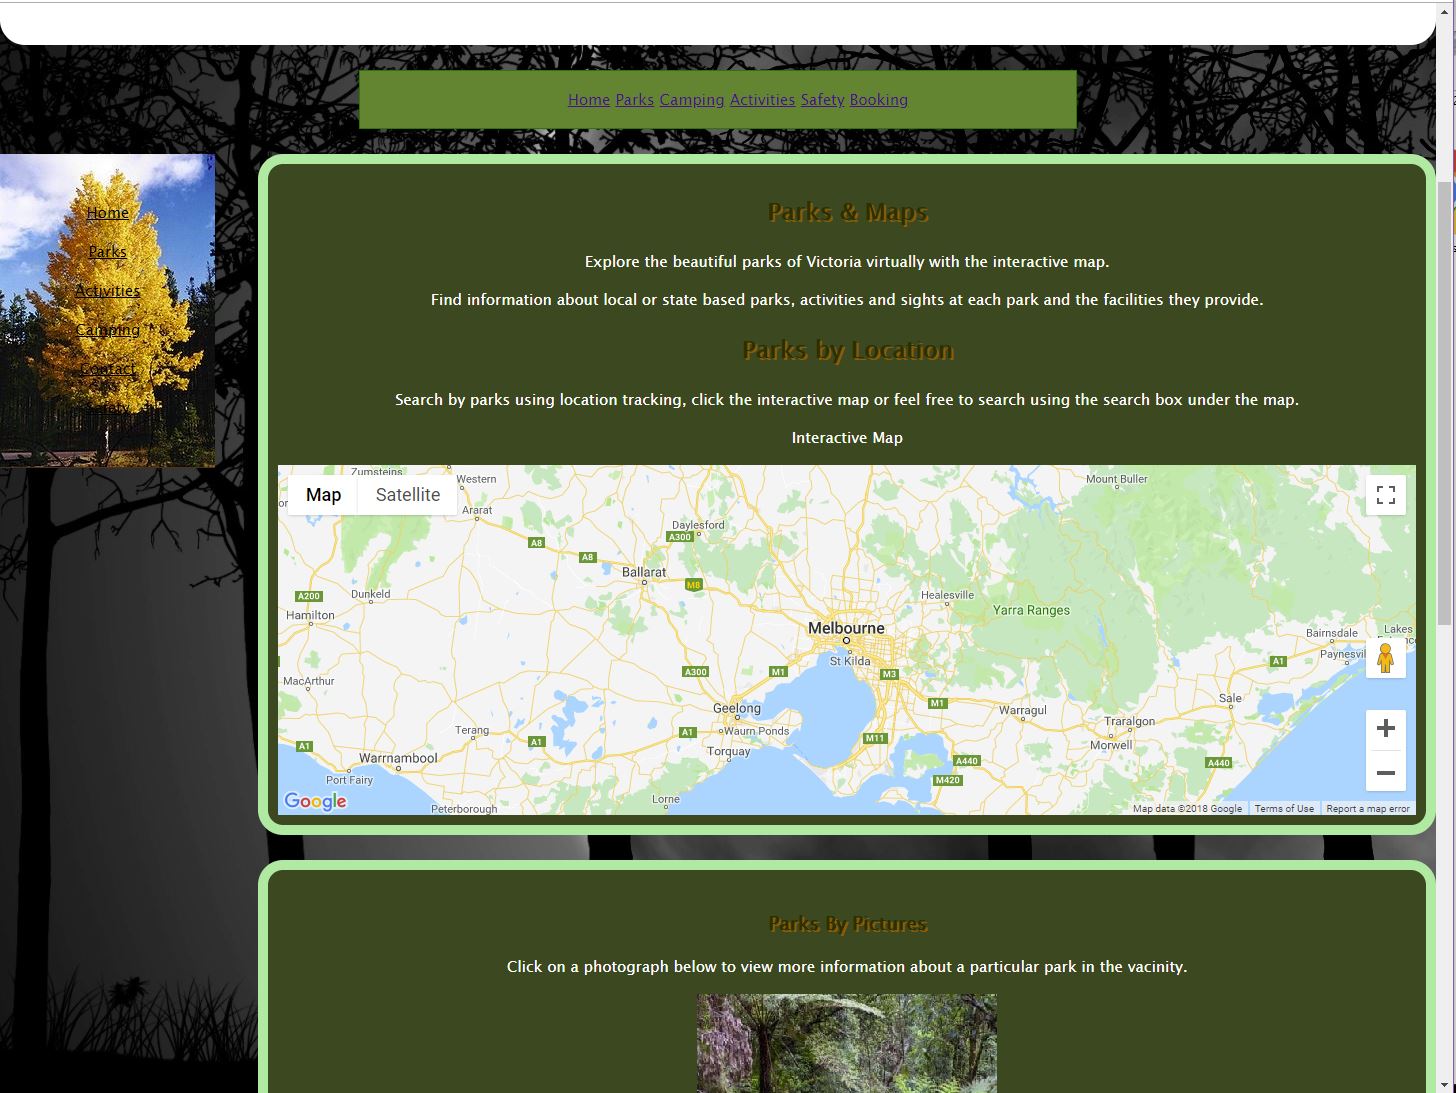 Home Parks Camping Activities Safety Booking
Home
Parks
Activities
Camping
Contact
Safety
Parks & Maps
Explore the beautiful parks of Victoria virtually with the interactive map.
Find information about local or state based parks, activities and sights at each park and the facilities they provide.
Parks by Location
Search by parks using location tracking, click the interactive map or feel free to search using the search box under the map.
Interactive Map
Map Satellite
Zumsteins
Western
Mount Buller
Ararat
Daylesford
A300
A8
A8
Ballarat
M8
A200
Dunkeld
Healesville
Hamilton
Yarra Ranges
Melbourne
Bairnsdale
Lakes
St Kilda
A1
A300
M1
M3
MacArthur
Sale
M1
Geelong
Warragul
Traralgon
Terang
A1
Waurn Ponds
A1
M11
Morwell
A1
Torquay
Warrnambool
A440
A440
Port Fairy
M420
Lorne
Peterborough
Google
Map data ©2018 Google Terms of Use Report a map error
Parks By Pictures
Click on a photograph below to view more information about a particular park in the vacinity.